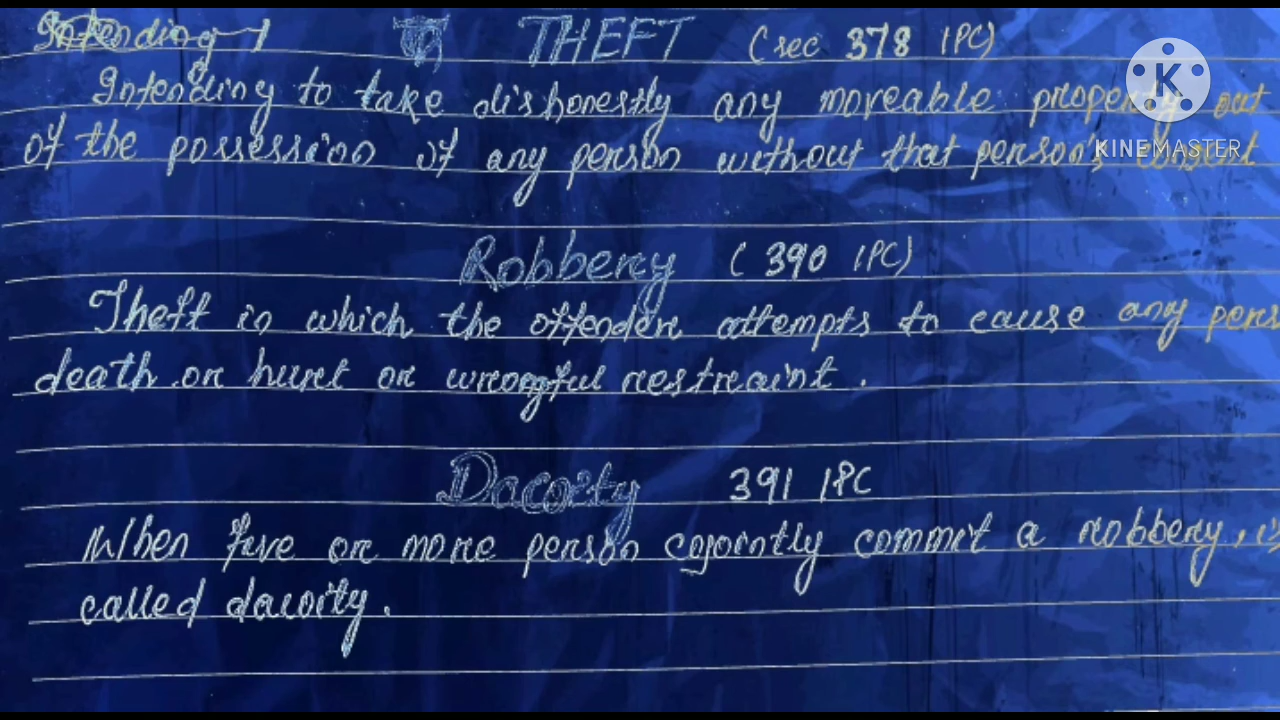 Intending
THEFT (sec 378 IPC)
Intending to take dishonestly any moveable property out
of the possession of any person without that person's consent
KINEMASTER
Robbery ( 390 IPC)
Theft in which the offender attempts to cause any pers
death or hurt or wrongful restraint .
Dacoity 391 IPC
When five or more person cojointly commit a robbery, is
called dacoity.